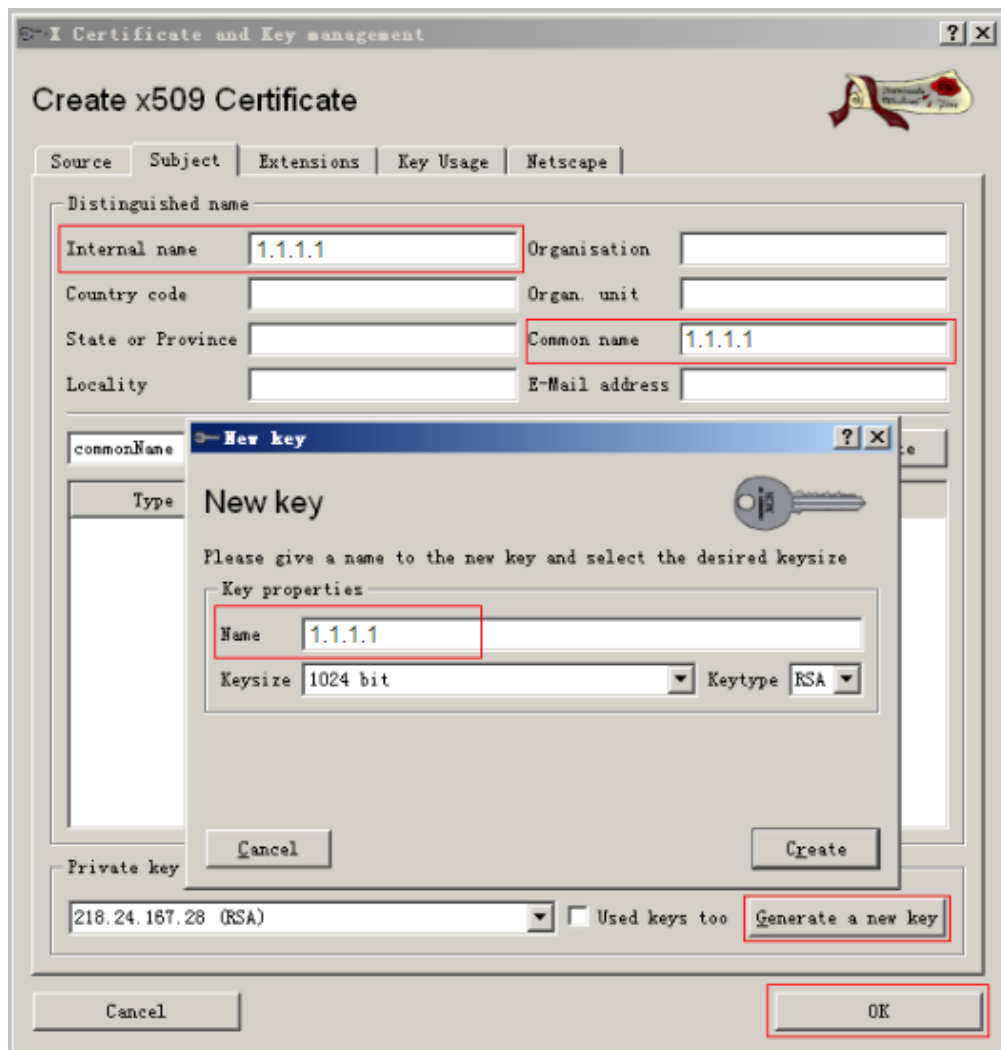 X Certificate and Key management
Create x509 Certificate
Source Subject Extensions Key Usage Netscape
Distinguished name
Internal name 1.1.1.1 Organisation
Country code Organ. unit
State or Province Common name 1.1.1.1
Locality E-Mail address
commonName
New key
Type
New key
Please give a name to the new key and select the desired keysize
Key properties
Name 1.1.1.1
Keysize 1024 bit Keytype RSA
Cancel Create
Private key
218.24.167.28 (RSA) Used keys too Generate a new key
Cancel OK